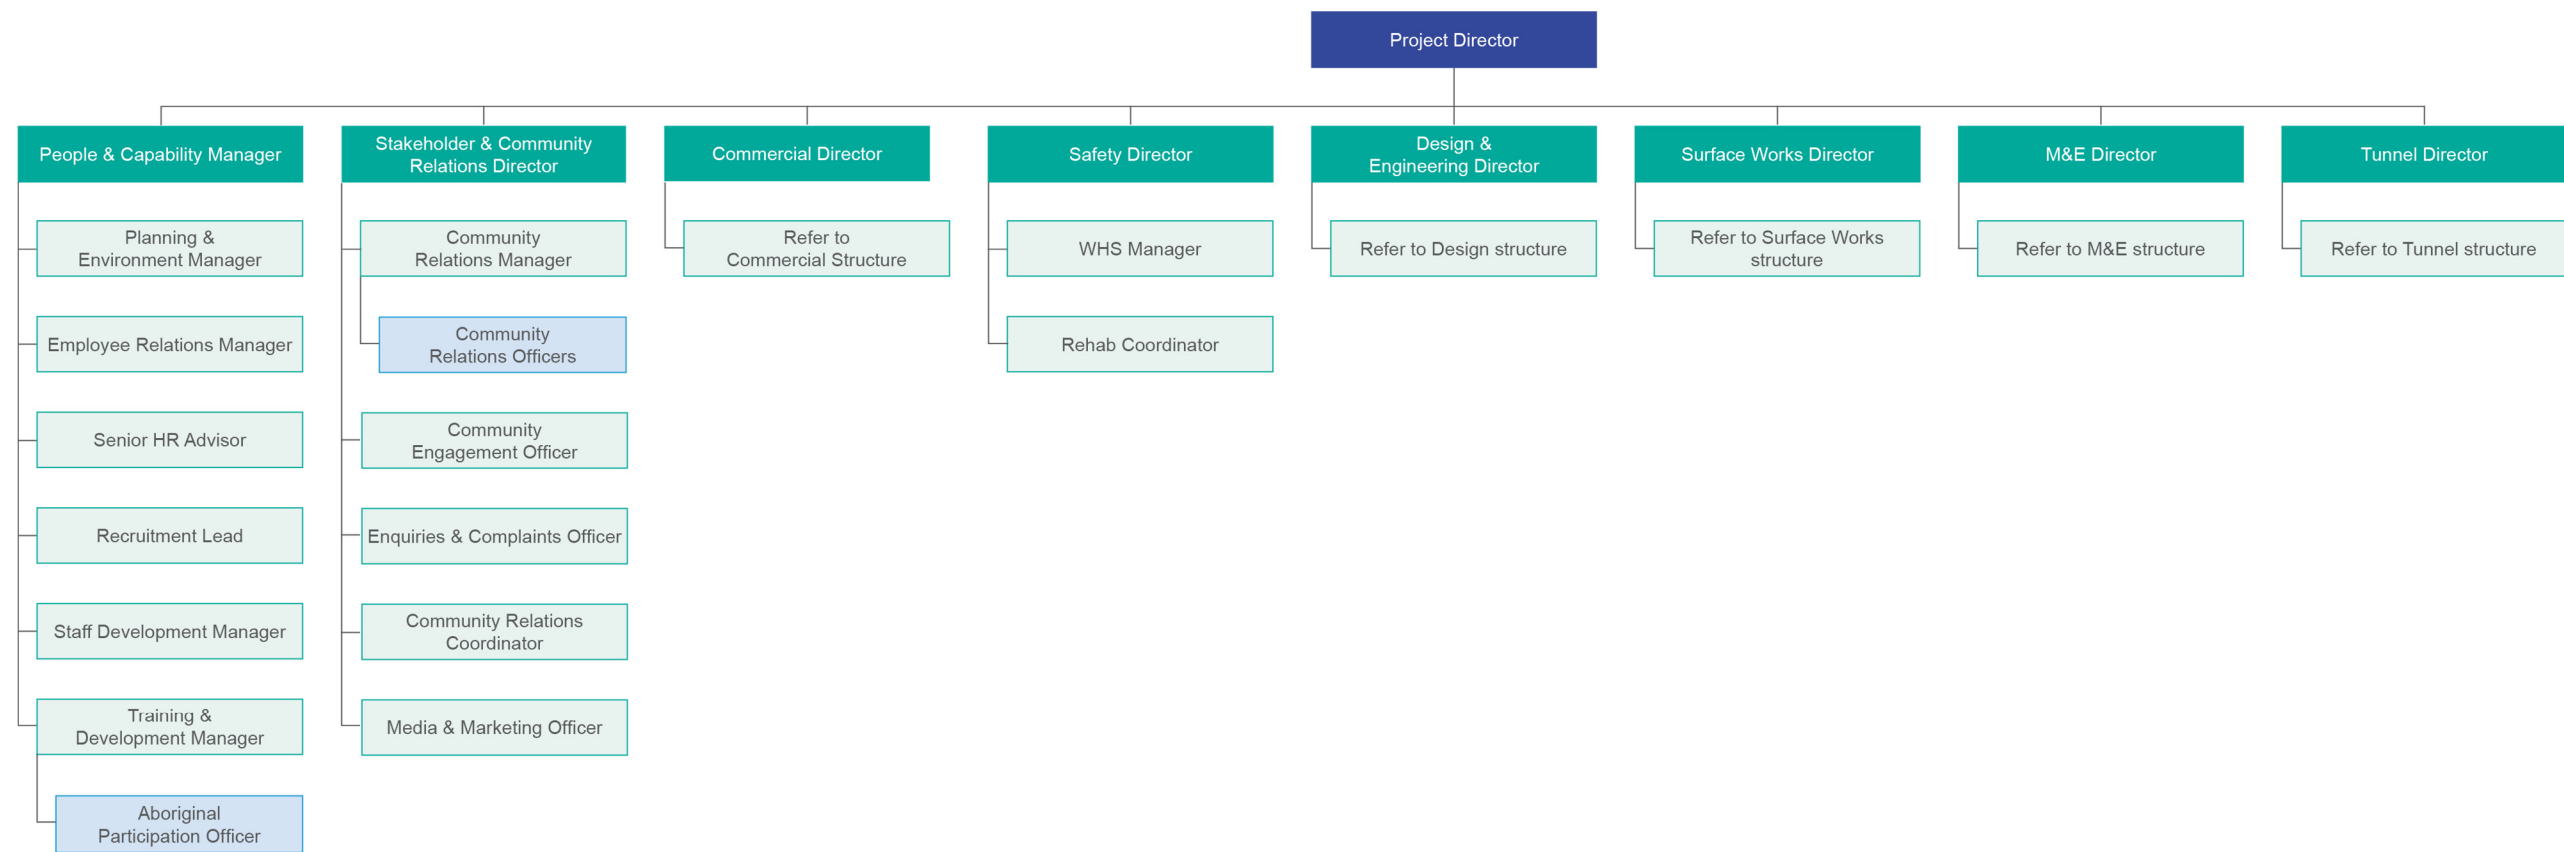 Project Director
People & Capability Manager
Stakeholder & Community
Relations Director
Commercial Director
Safety Director
Design &
Engineering Director
Surface Works Director
M&E Director
Tunnel Director
Planning &
Environment Manager
Community
Relations Manager
Refer to
Commercial Structure
WHS Manager
Refer to Design structure
Refer to Surface Works
structure
Refer to M&E structure
Refer to Tunnel structure
Employee Relations Manager
Community
Relations Officers
Rehab Coordinator
Senior HR Advisor
Community
Engagement Officer
Recruitment Lead
Enquiries & Complaints Officer
Staff Development Manager
Community Relations
Coordinator
Training &
Development Manager
Media & Marketing Officer
Aboriginal
Participation Officer